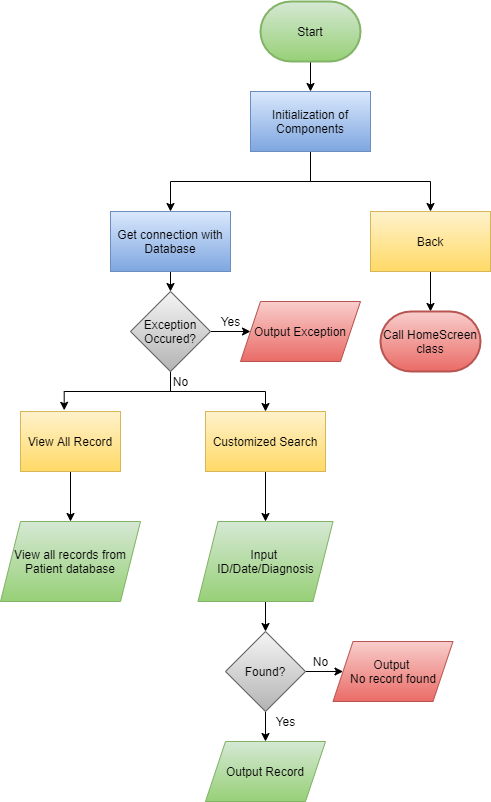 Start
Initialization of
Components
Get connection with
Database
Back
Exception
Occured?
Yes
Output Exception
Call HomeScreen
class
No
View All Record
Customized Search
View all records from
Patient database
Input
ID/Date/Diagnosis
Found?
No
Output
No record found
Yes
Output Record